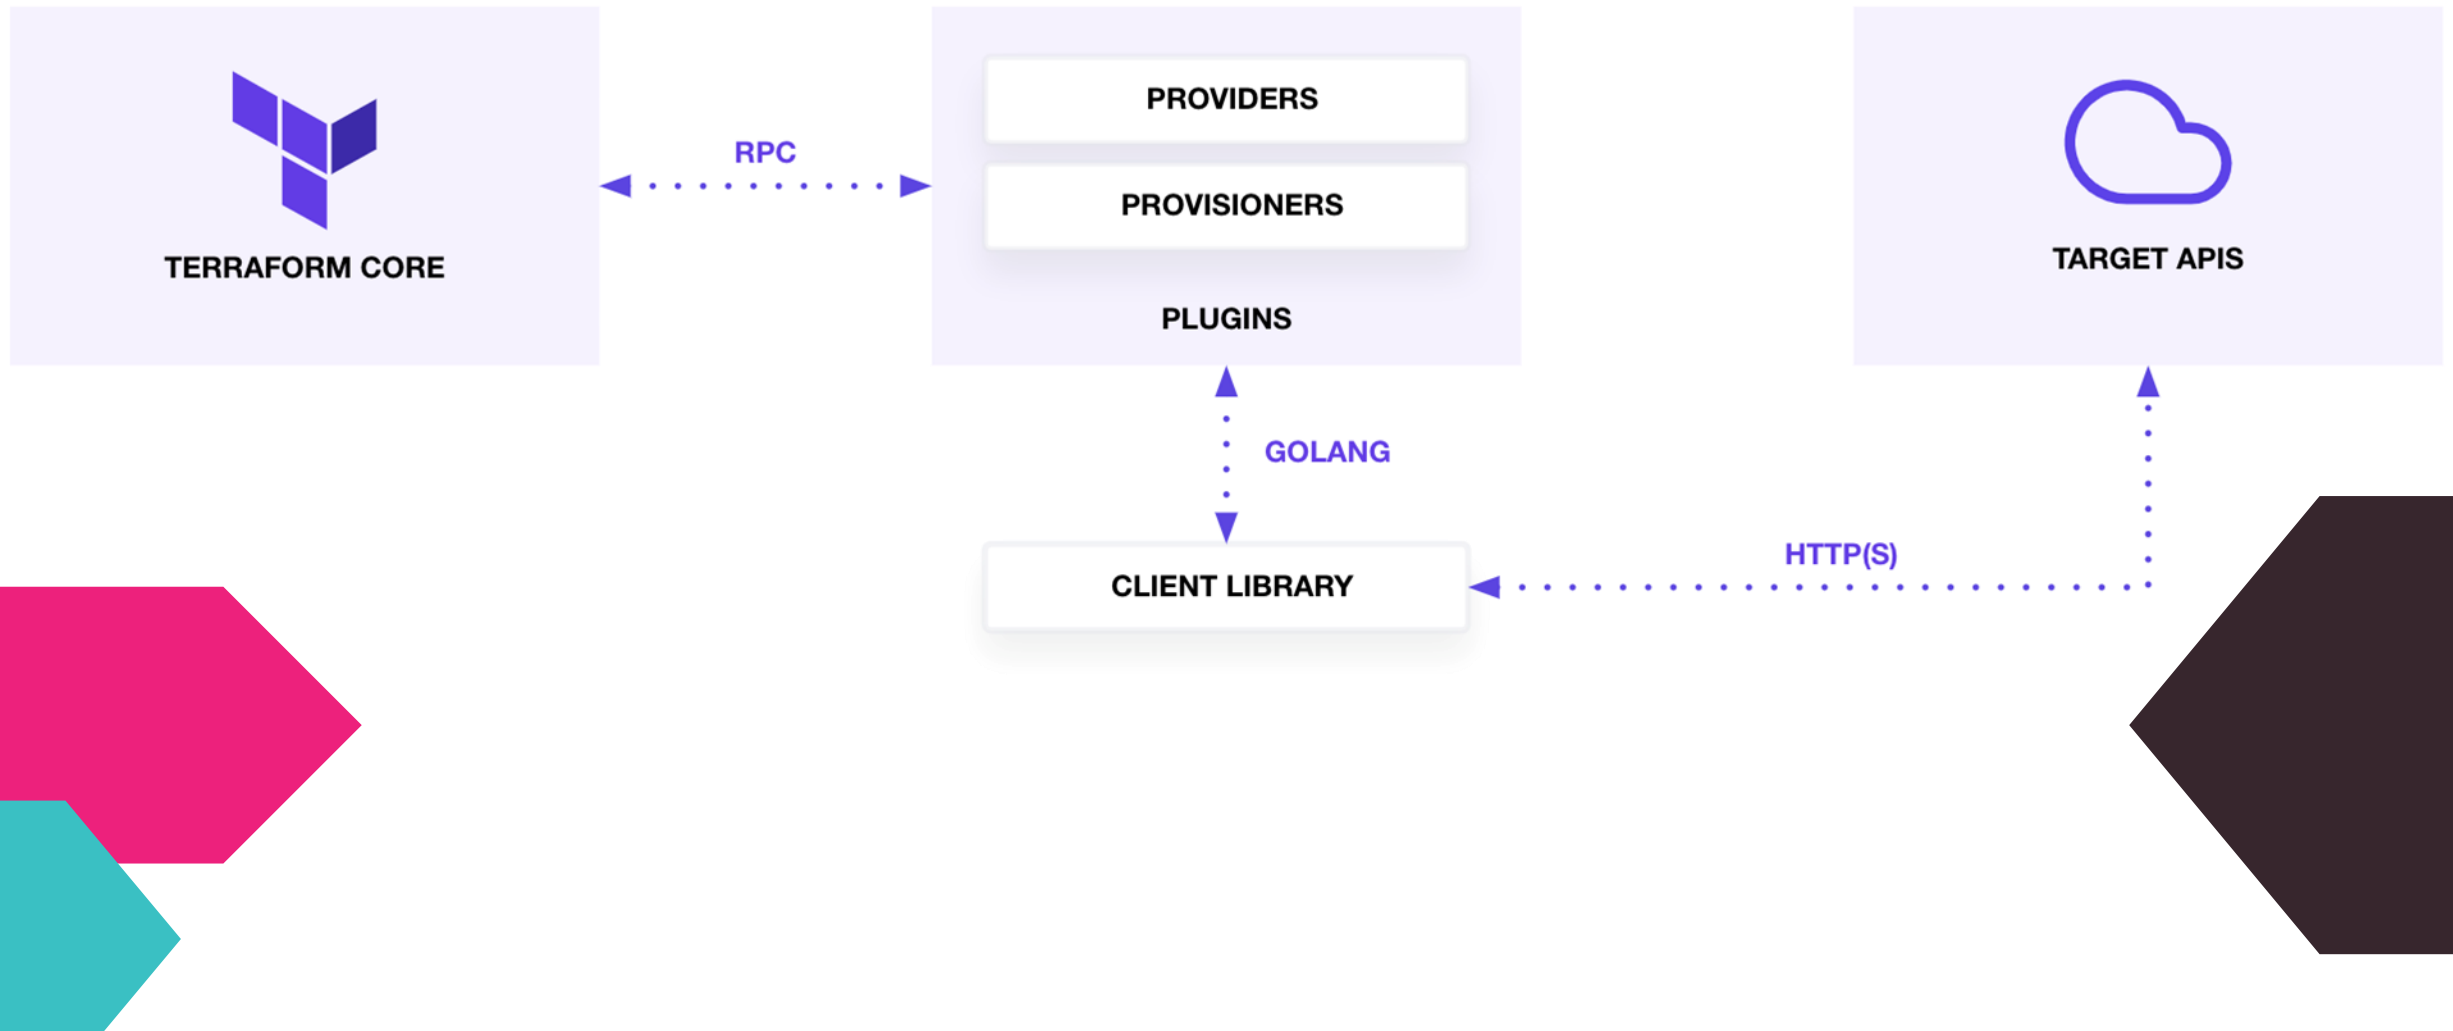 TERRAFORM CORE
RPC
PROVIDERS
PROVISIONERS
PLUGINS
TARGET APIS
GOLANG
CLIENT LIBRARY
HTTP(S)